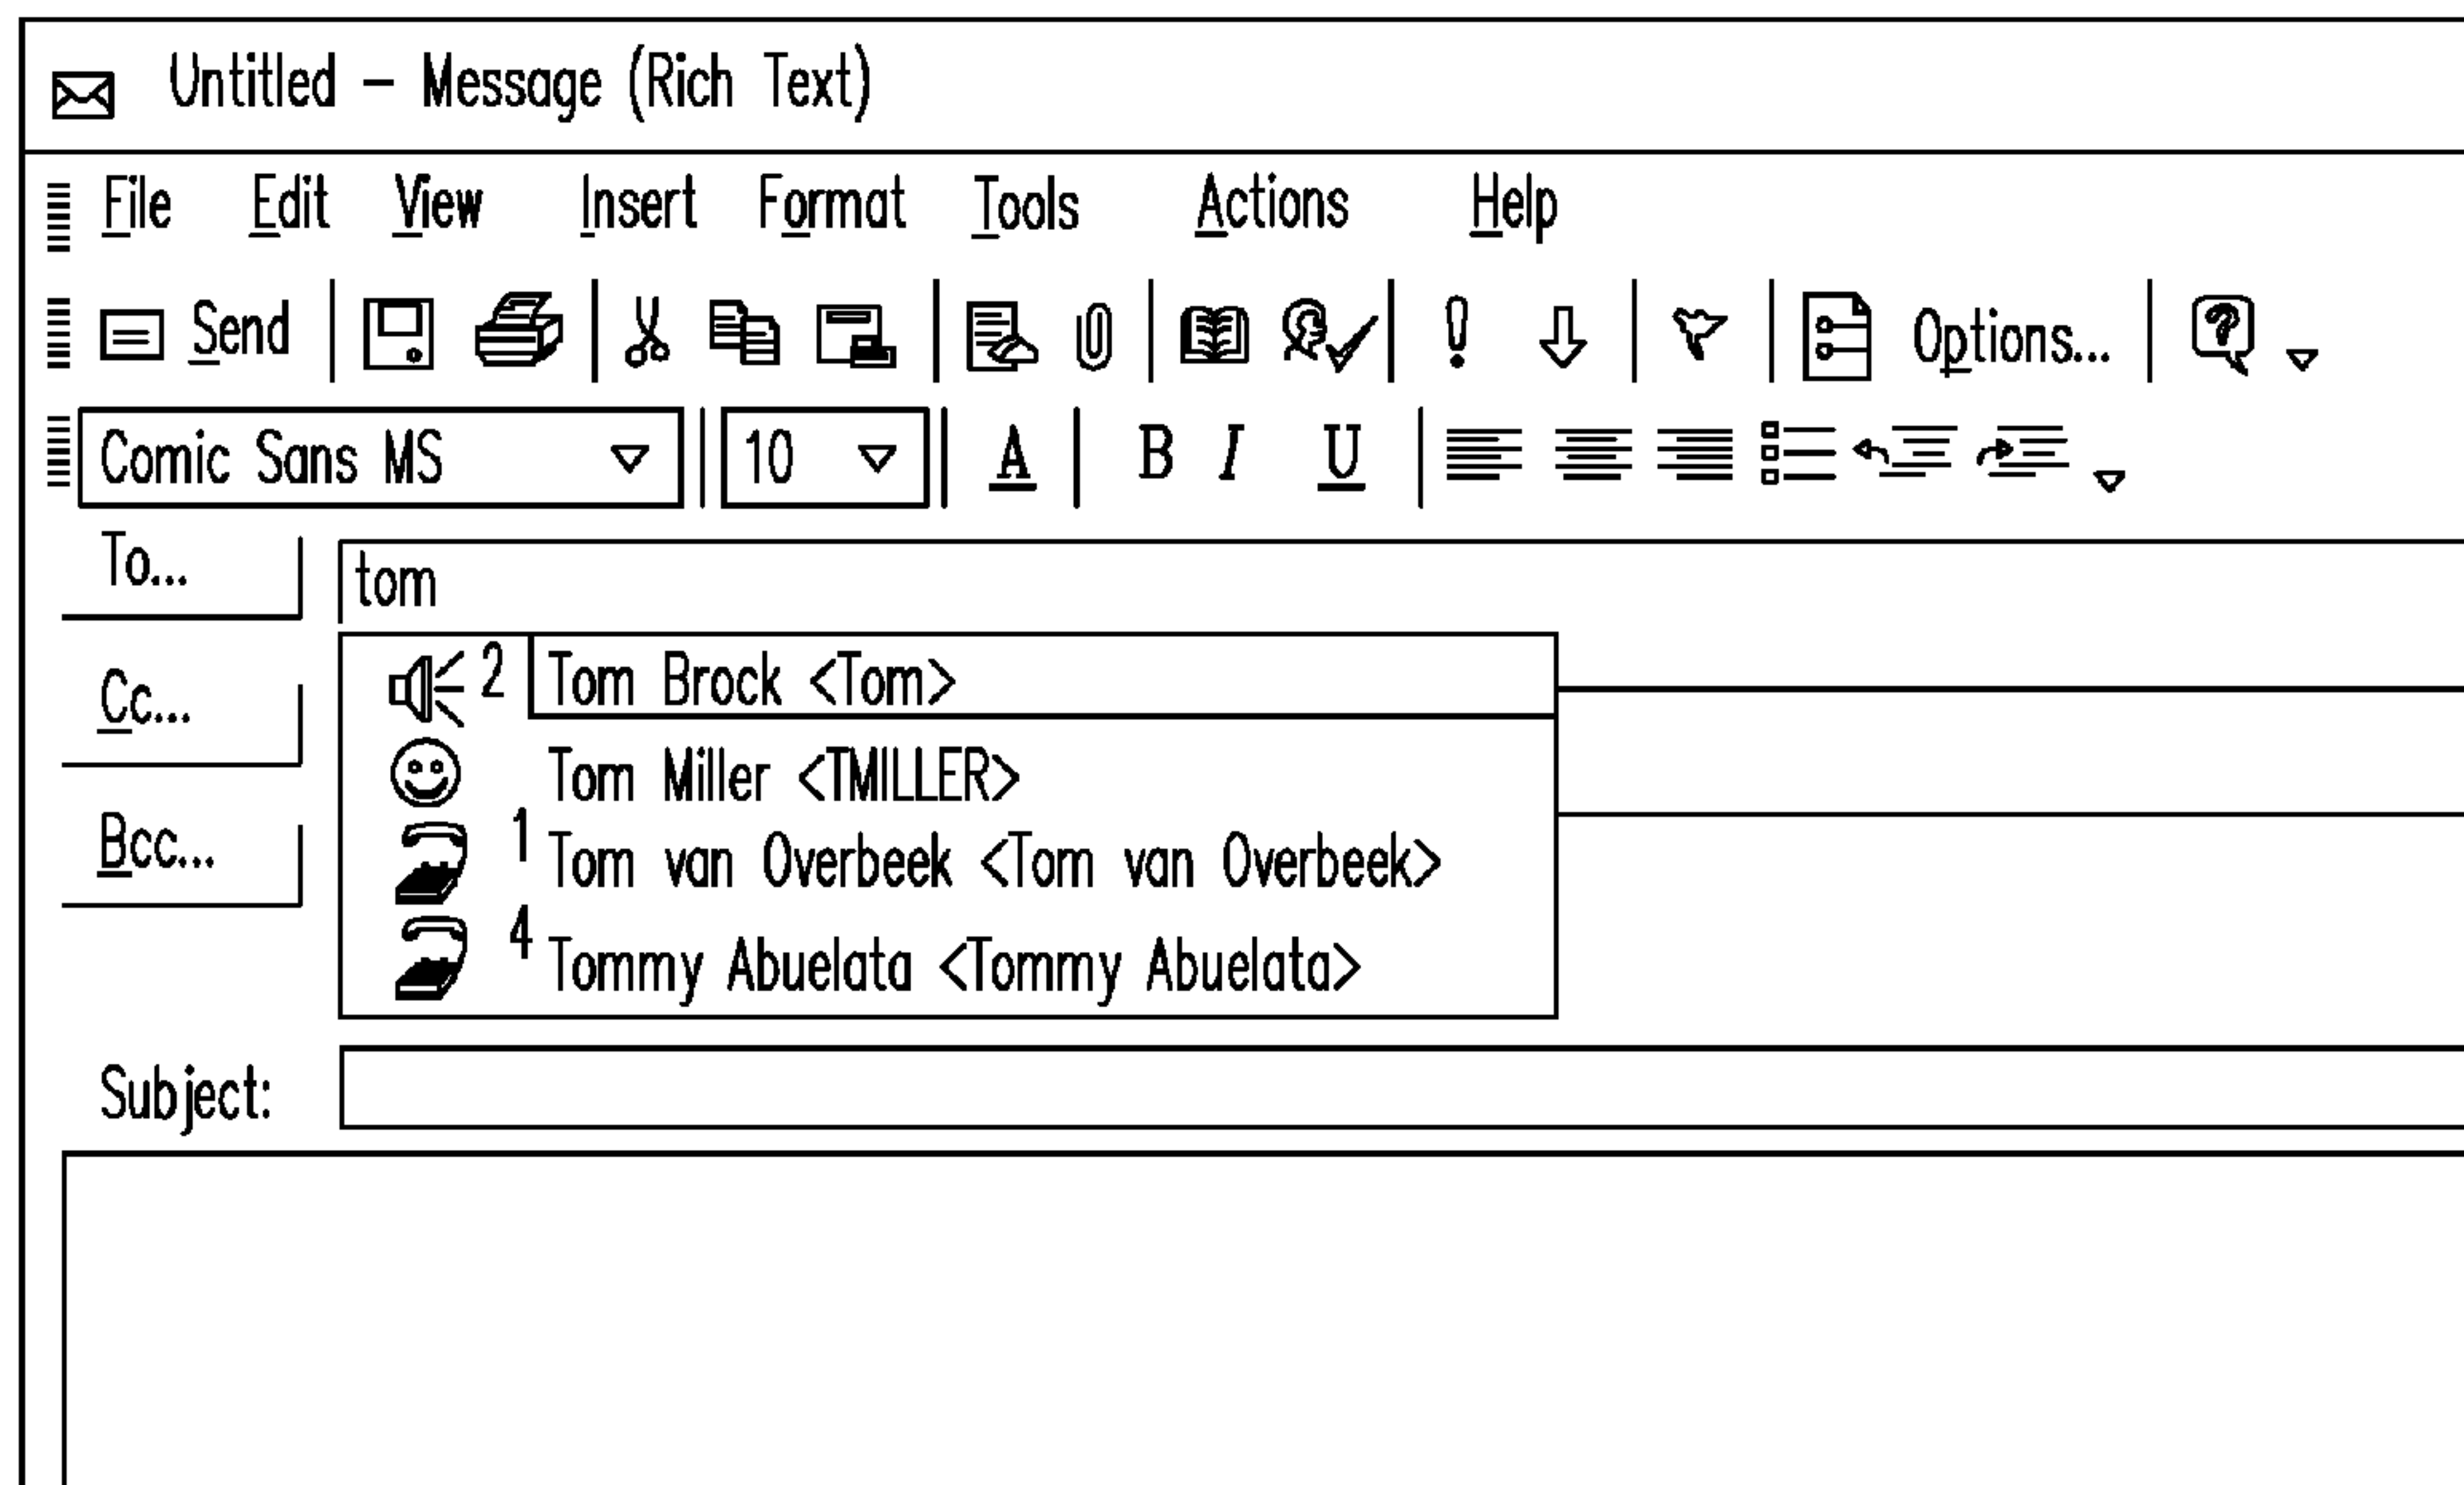 Untitled – Message (Rich Text)
File Edit View Insert Format Tools Actions Help
Send Options...
Comic Sans MS 10 A B I U
To... tom
2 Tom Brock <Tom>
Cc...
Tom Miller <TMILLER>
Bcc... 1 Tom van Overbeek <Tom van Overbeek>
4 Tommy Abuelata <Tommy Abuelata>
Subject: